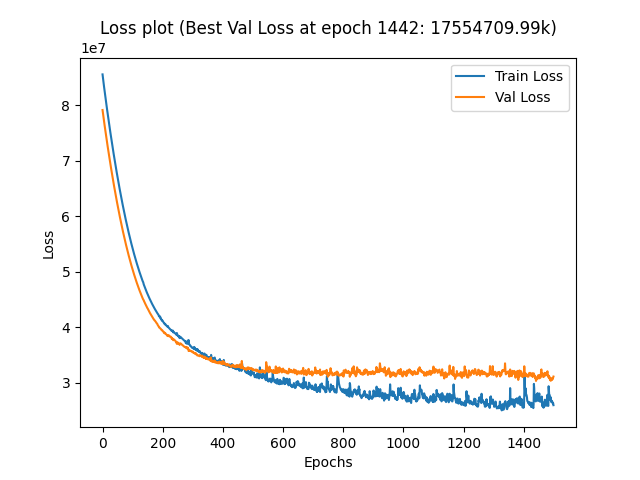 Loss plot (Best Val Loss at epoch 1442: 17554709.99k)
1e7
Train Loss
Val Loss
8
7
6
5
4
3
Loss
0 200 400 600 800 1000 1200 1400
Epochs